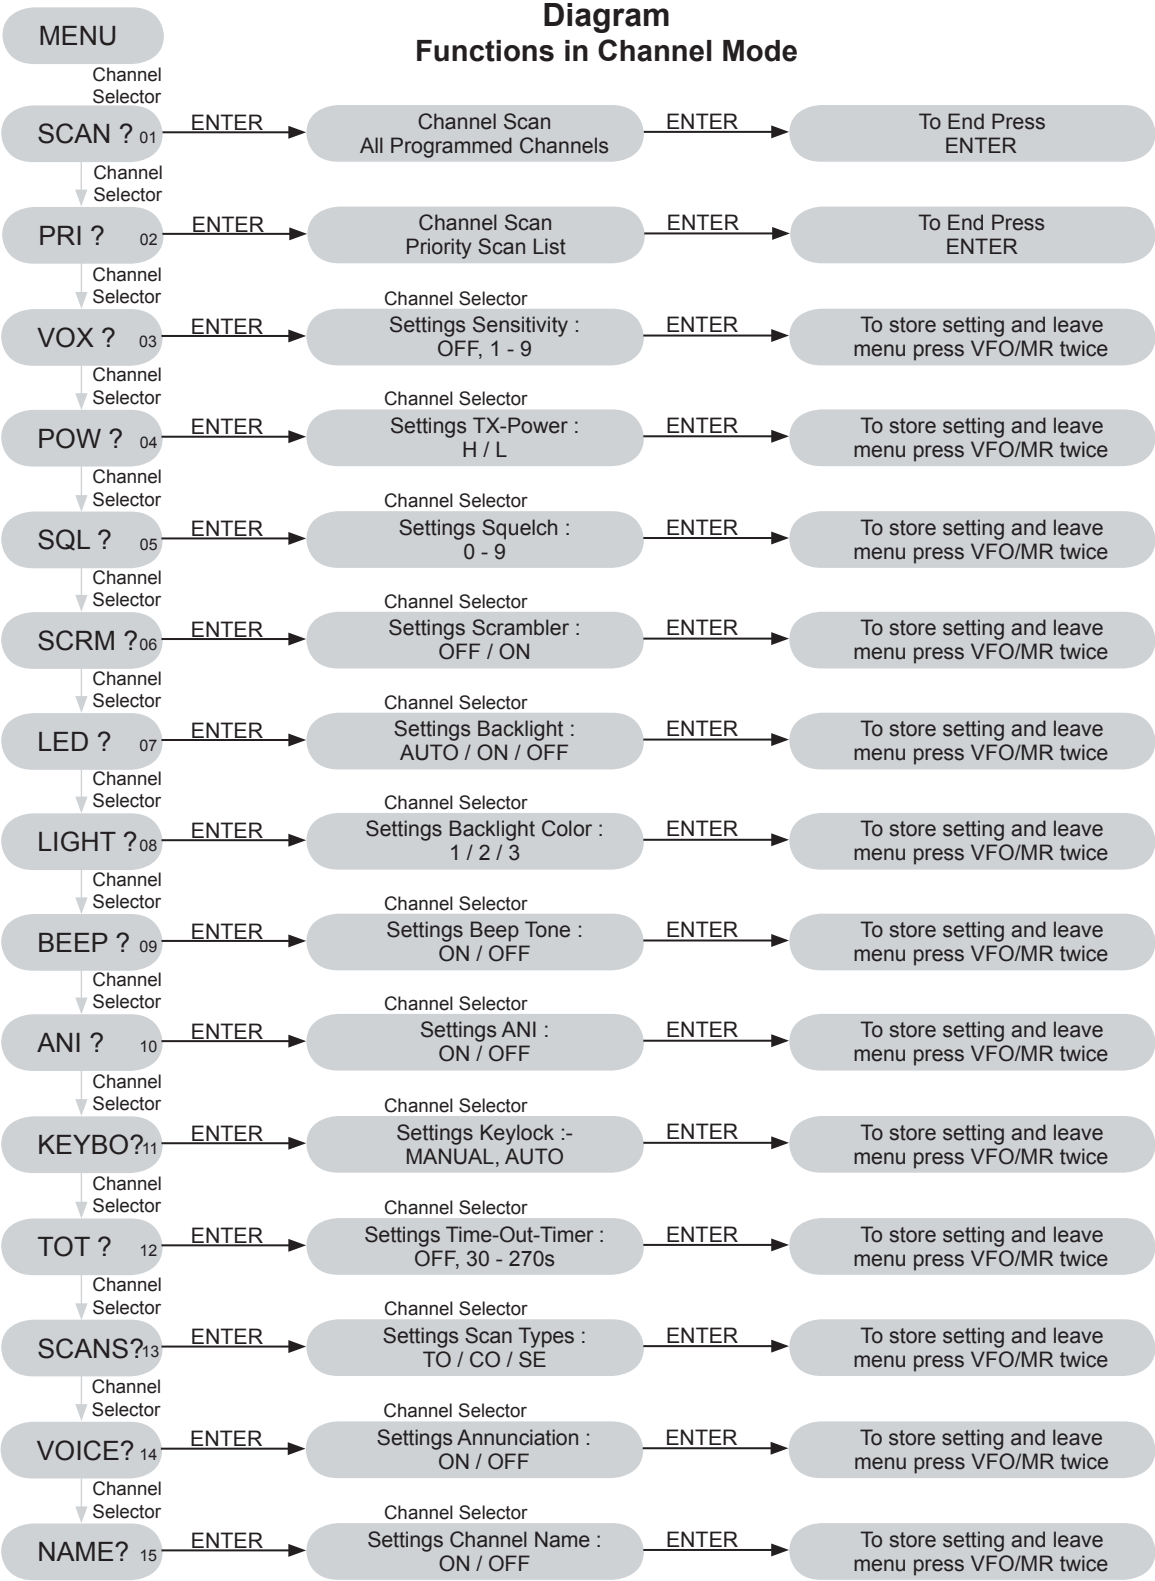 Diagram
Functions in Channel Mode
MENU
Channel
Selector
SCAN ? 01
ENTER
Channel Scan
All Programmed Channels
ENTER
To End Press
ENTER
Channel
Selector
PRI ? 02
ENTER
Channel Scan
Priority Scan List
ENTER
To End Press
ENTER
Channel
Selector
VOX ? 03
ENTER
Channel Selector
Settings Sensitivity :
OFF, 1 - 9
ENTER
To store setting and leave
menu press VFO/MR twice
Channel
Selector
POW ? 04
ENTER
Channel Selector
Settings TX-Power :
H / L
ENTER
To store setting and leave
menu press VFO/MR twice
Channel
Selector
SQL ? 05
ENTER
Channel Selector
Settings Squelch :
0 - 9
ENTER
To store setting and leave
menu press VFO/MR twice
Channel
Selector
SCRM ?06
ENTER
Channel Selector
Settings Scrambler :
OFF / ON
ENTER
To store setting and leave
menu press VFO/MR twice
Channel
Selector
LED ? 07
ENTER
Channel Selector
Settings Backlight :
AUTO / ON / OFF
ENTER
To store setting and leave
menu press VFO/MR twice
Channel
Selector
LIGHT ?08
ENTER
Channel Selector
Settings Backlight Color :
1 / 2 / 3
ENTER
To store setting and leave
menu press VFO/MR twice
Channel
Selector
BEEP ? 09
ENTER
Channel Selector
Settings Beep Tone :
ON / OFF
ENTER
To store setting and leave
menu press VFO/MR twice
Channel
Selector
ANI ? 10
ENTER
Channel Selector
Settings ANI :
ON / OFF
ENTER
To store setting and leave
menu press VFO/MR twice
Channel
Selector
KEYBO?11
ENTER
Channel Selector
Settings Keylock :-
MANUAL, AUTO
ENTER
To store setting and leave
menu press VFO/MR twice
Channel
Selector
TOT ? 12
ENTER
Channel Selector
Settings Time-Out-Timer :
OFF, 30 - 270s
ENTER
To store setting and leave
menu press VFO/MR twice
Channel
Selector
SCANS?13
ENTER
Channel Selector
Settings Scan Types :
TO / CO / SE
ENTER
To store setting and leave
menu press VFO/MR twice
Channel
Selector
VOICE? 14
ENTER
Channel Selector
Settings Annunciation :
ON / OFF
ENTER
To store setting and leave
menu press VFO/MR twice
Channel
Selector
NAME? 15
ENTER
Channel Selector
Settings Channel Name :
ON / OFF
ENTER
To store setting and leave
menu press VFO/MR twice